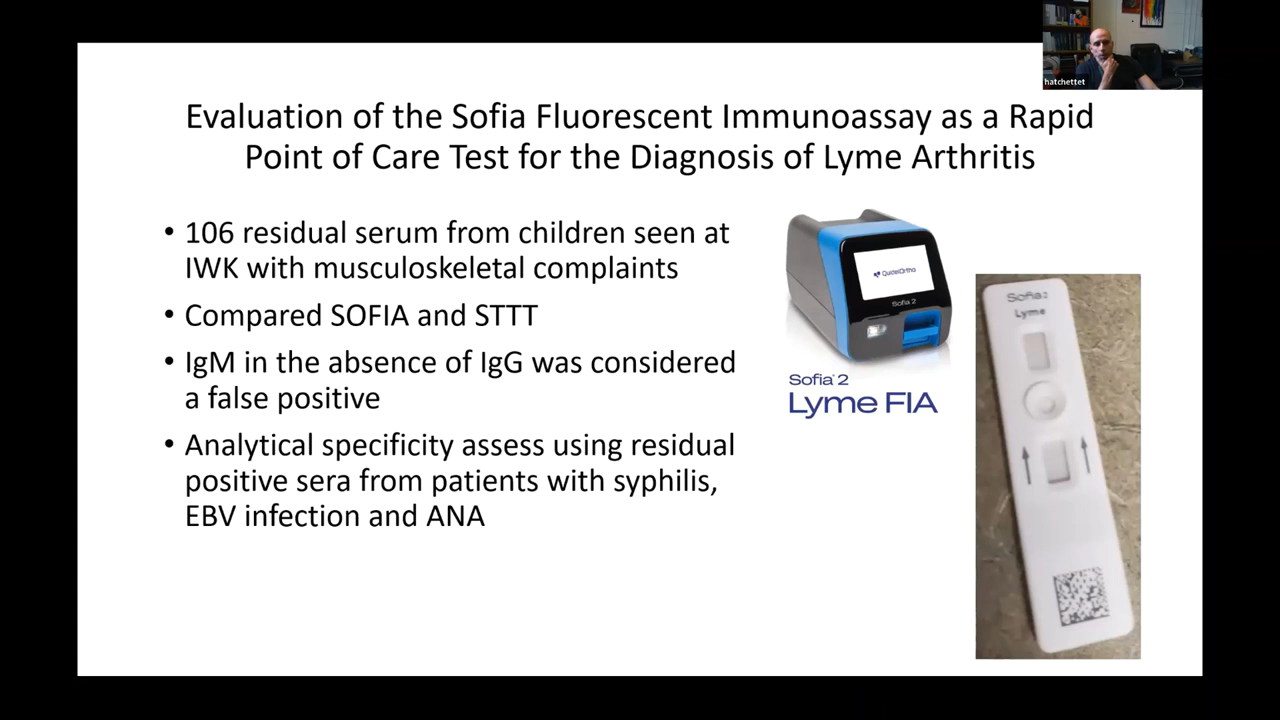 hatchettet
Evaluation of the Sofia Fluorescent Immunoassay as a Rapid
Point of Care Test for the Diagnosis of Lyme Arthritis
• 106 residual serum from children seen at
IWK with musculoskeletal complaints
• Compared SOFIA and STTT
• IgM in the absence of IgG was considered
a false positive
• Analytical specificity assess using residual
positive sera from patients with syphilis,
EBV infection and ANA
QuidelOrtho
Sofia 2
Sofia 2
Lyme FIA
Sofia 2
Lyme